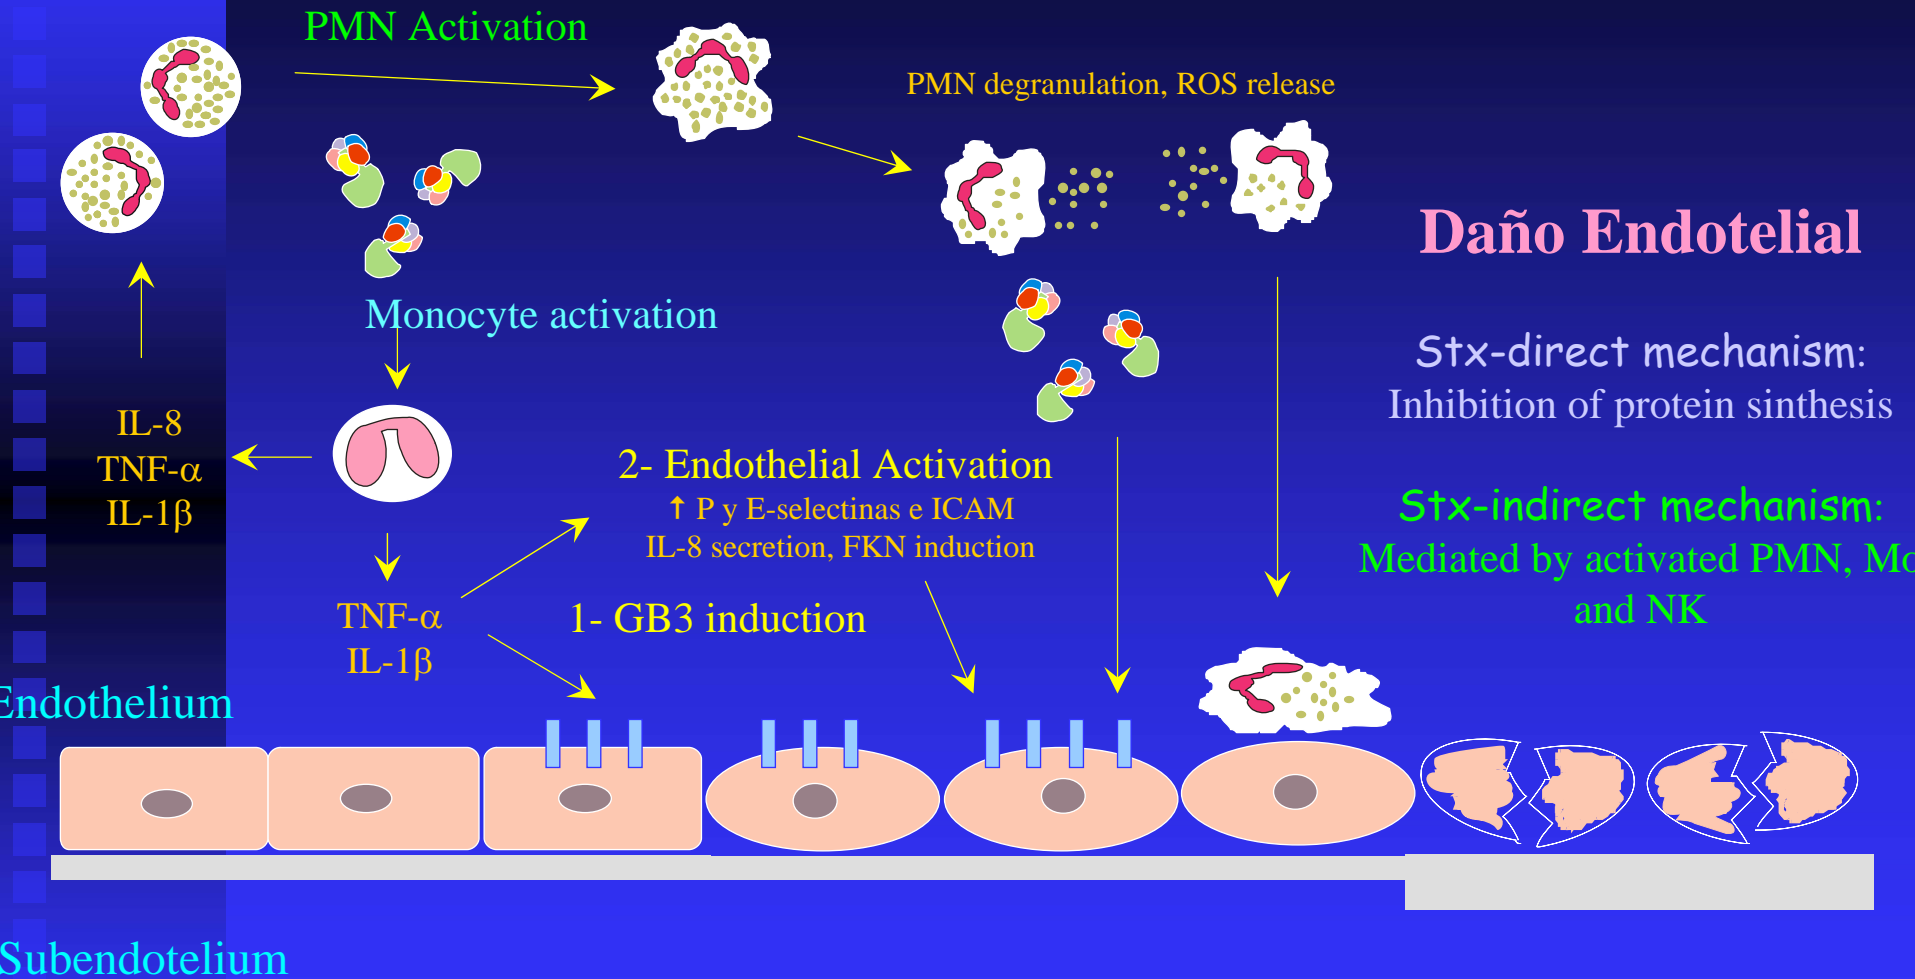 PMN Activation
PMN degranulation, ROS release
Daño Endotelial
Monocyte activation
Stx-direct mechanism:
Inhibition of protein sinthesis
IL-8
TNF-α
IL-1β
2- Endothelial Activation
↑ P y E-selectinas e ICAM
IL-8 secretion, FKN induction
Stx-indirect mechanism:
Mediated by activated PMN, Mo
and NK
TNF-α
IL-1β
1- GB3 induction
Endothelium
Subendotelium